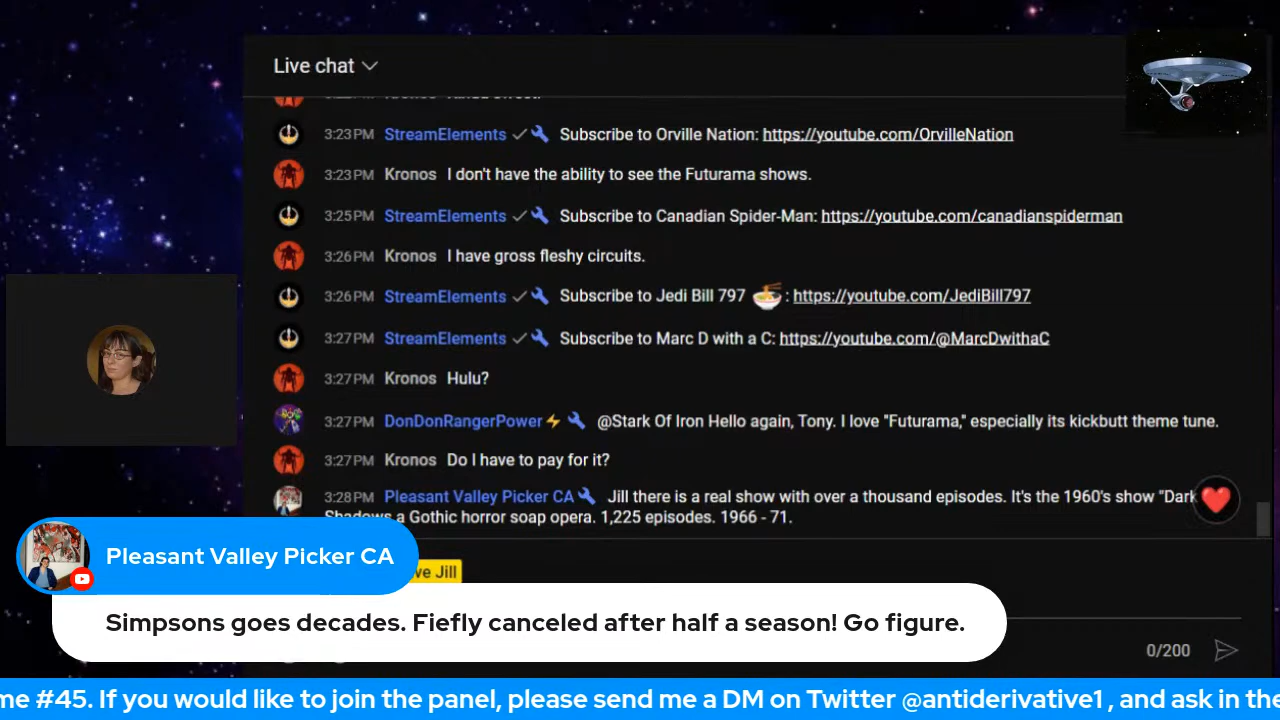 Live chat
3:23 PM StreamElements Subscribe to Orville Nation: https://youtube.com/OrvilleNation
3:23 PM Kronos I don't have the ability to see the Futurama shows.
3:25 PM StreamElements Subscribe to Canadian Spider-Man: https://youtube.com/canadianspiderman
3:26 PM Kronos I have gross fleshy circuits.
3:26 PM StreamElements Subscribe to Jedi Bill 797 : https://youtube.com/JediBill797
3:27 PM StreamElements Subscribe to Marc D with a C: https://youtube.com/@MarcDwithaC
3:27 PM Kronos Hulu?
3:27 PM DonDonRangerPower @Stark Of Iron Hello again, Tony. I love "Futurama," especially its kickbutt theme tune.
3:27 PM Kronos Do I have to pay for it?
3:28 PM Pleasant Valley Picker CA Jill there is a real show with over a thousand episodes. It's the 1960's show "Dark
Shadows a Gothic horror soap opera. 1,225 episodes. 1966 - 71.
Pleasant Valley Picker CA
ve Jill
Simpsons goes decades. Fiefly canceled after half a season! Go figure.
0/200
me #45. If you would like to join the panel, please send me a DM on Twitter @antiderivative1 , and ask in the